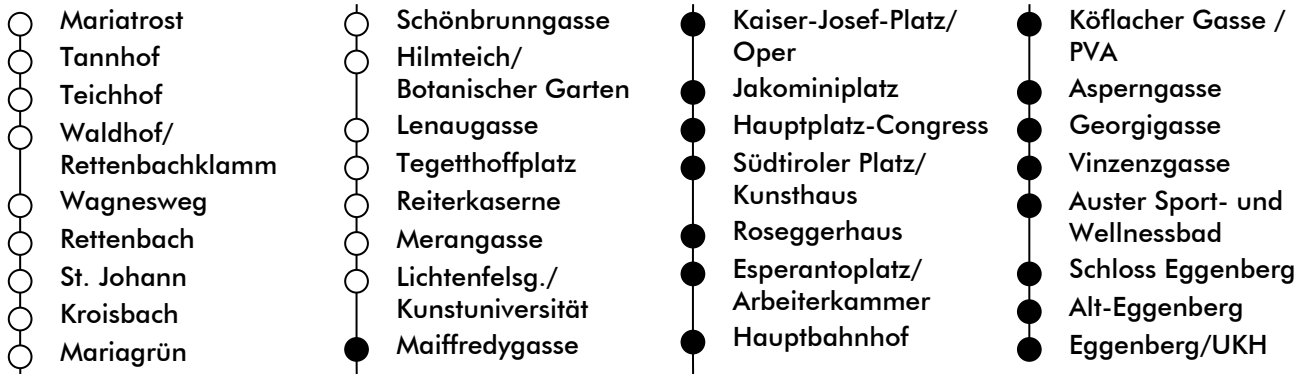 Mariatrost
Tannhof
Teichhof
Waldhof/
Rettenbachklamm
Wagnesweg
Rettenbach
St. Johann
Kroisbach
Mariagrün
Schönbrunngasse
Hilmteich/
Botanischer Garten
Lenaugasse
Tegetthoffplatz
Reiterkaserne
Merangasse
Lichtenfelsg./
Kunstuniversität
Maiffredygasse
Kaiser-Josef-Platz/
Oper
Jakominiplatz
Hauptplatz-Congress
Südtiroler Platz/
Kunsthaus
Roseggerhaus
Esperantoplatz/
Arbeiterkammer
Hauptbahnhof
Köflacher Gasse /
PVA
Asperngasse
Georgigasse
Vinzenzgasse
Auster Sport- und
Wellnessbad
Schloss Eggenberg
Alt-Eggenberg
Eggenberg/UKH